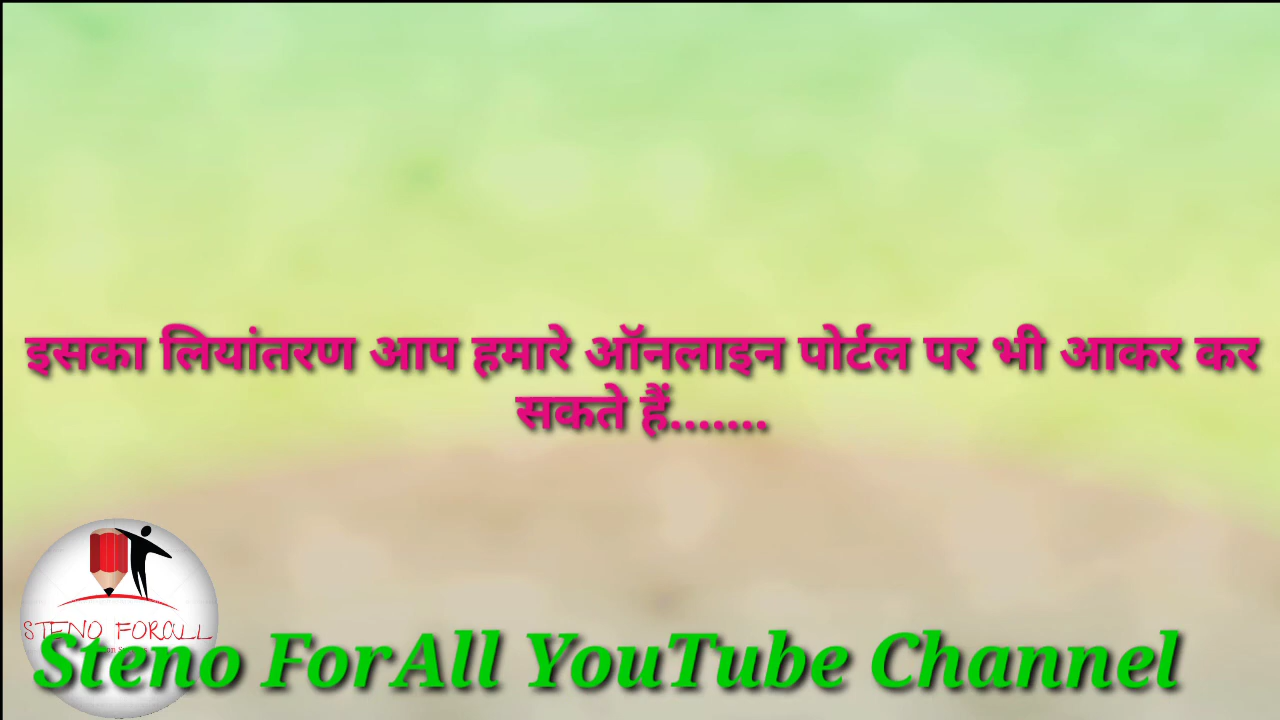 इसका लियांतरण आप हमारे ऑनलाइन पोर्टल पर भी आकर कर
सकते हैं.......
STENO FORALL
Steno ForAll YouTube Channel